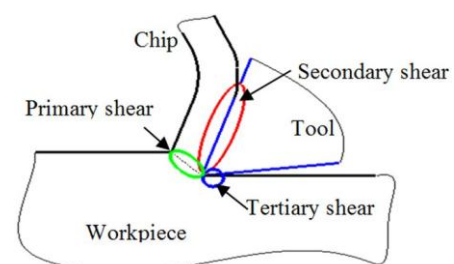 Chip
Secondary shear
Primary shear
Tool
Tertiary shear
Workpiece